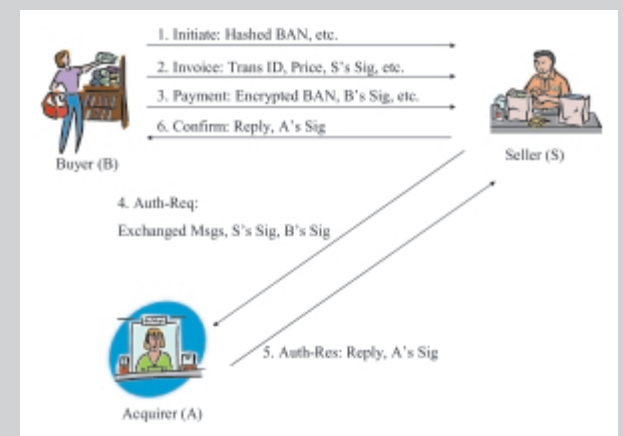 1. Initiate: Hashed BAN, etc.
2. Invoice: Trans ID, Price, S's Sig, etc.
3. Payment: Encrypted BAN, B's Sig, etc.
6. Confirm: Reply, A's Sig
Buyer (B)
Seller (S)
4. Auth-Req:
Exchanged Msgs, S's Sig, B's Sig
5. Auth-Res: Reply, A's Sig
Acquirer (A)